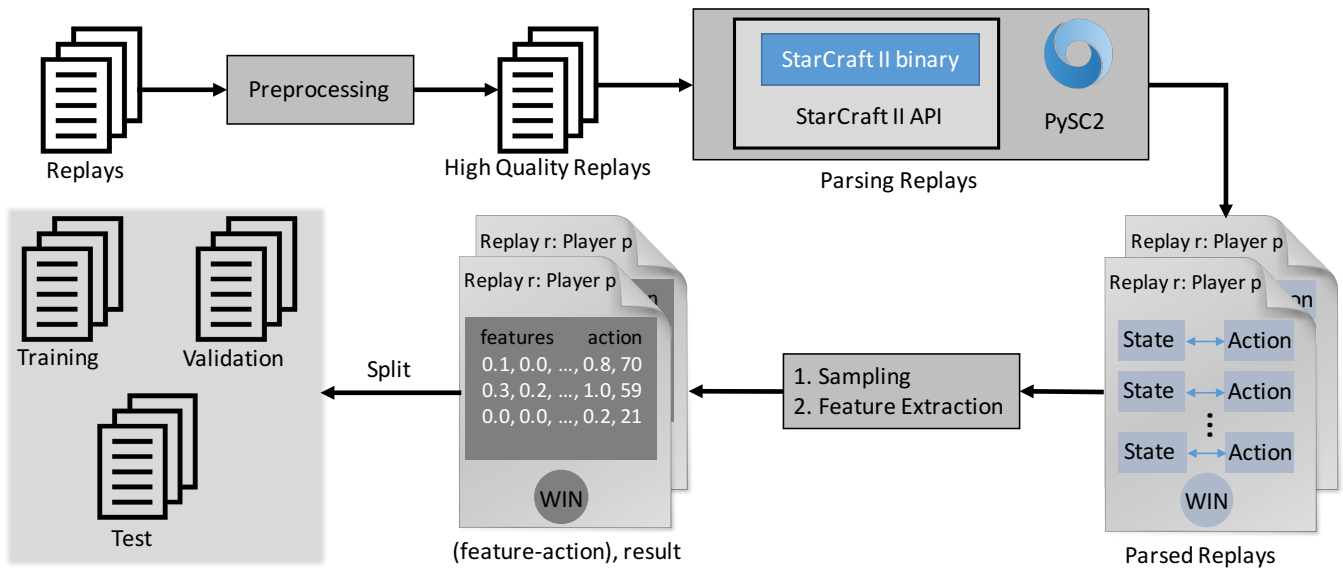 Replays
Preprocessing
High Quality Replays
StarCraft II binary
StarCraft II API
PySC2
Parsing Replays
Replay r: Player p
Replay r: Player p
on
State
Action
State
Action
⋮
State
Action
WIN
Parsed Replays
1. Sampling
2. Feature Extraction
Replay r: Player p
Replay r: Player p
n
features action
0.1, 0.0, ..., 0.8, 70
0.3, 0.2, ..., 1.0, 59
0.0, 0.0, ..., 0.2, 21
WIN
(feature-action), result
Split
Training
Validation
Test